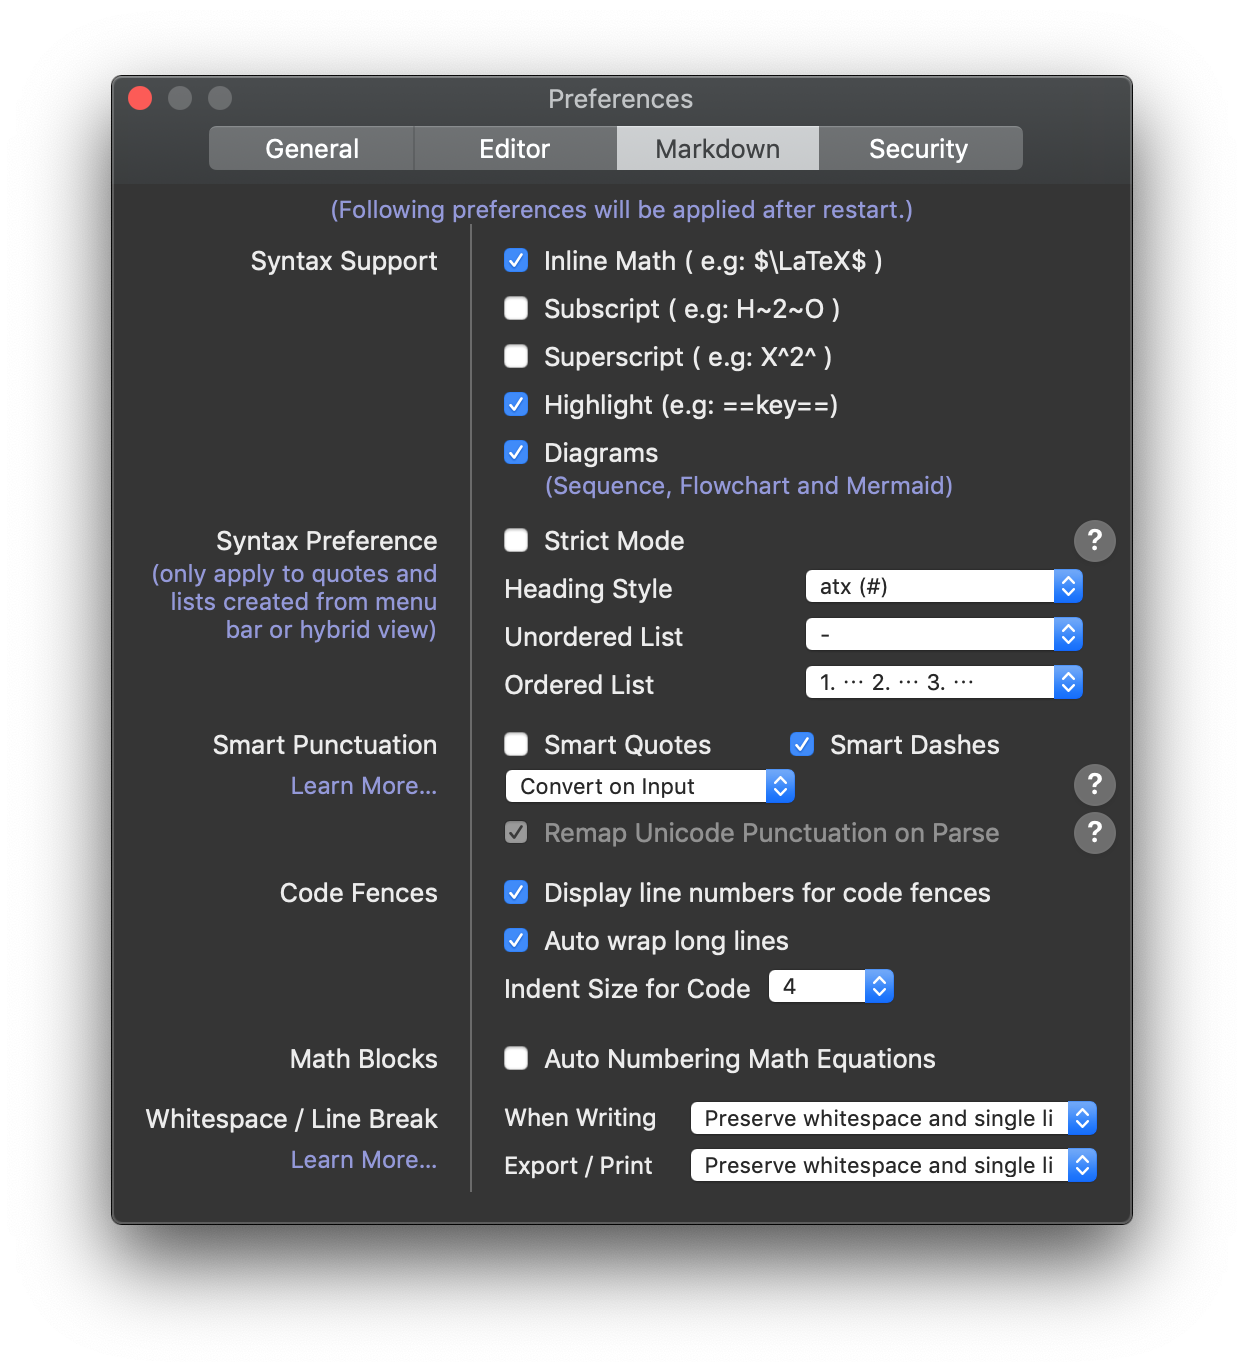 Preferences
General Editor Markdown Security
(Following preferences will be applied after restart.)
Syntax Support
Inline Math ( e.g: $\LaTeX$ )
Subscript ( e.g: H~2~O )
Superscript ( e.g: X^2^ )
Highlight (e.g: ==key==)
Diagrams
(Sequence, Flowchart and Mermaid)
Syntax Preference
(only apply to quotes and
lists created from menu
bar or hybrid view)
Strict Mode ?
Heading Style atx (#)
Unordered List -
Ordered List 1. ··· 2. ··· 3. ···
Smart Punctuation
Learn More...
Smart Quotes Smart Dashes
Convert on Input ?
Remap Unicode Punctuation on Parse ?
Code Fences
Display line numbers for code fences
Auto wrap long lines
Indent Size for Code 4
Math Blocks
Auto Numbering Math Equations
Whitespace / Line Break
Learn More...
When Writing Preserve whitespace and single li
Export / Print Preserve whitespace and single li